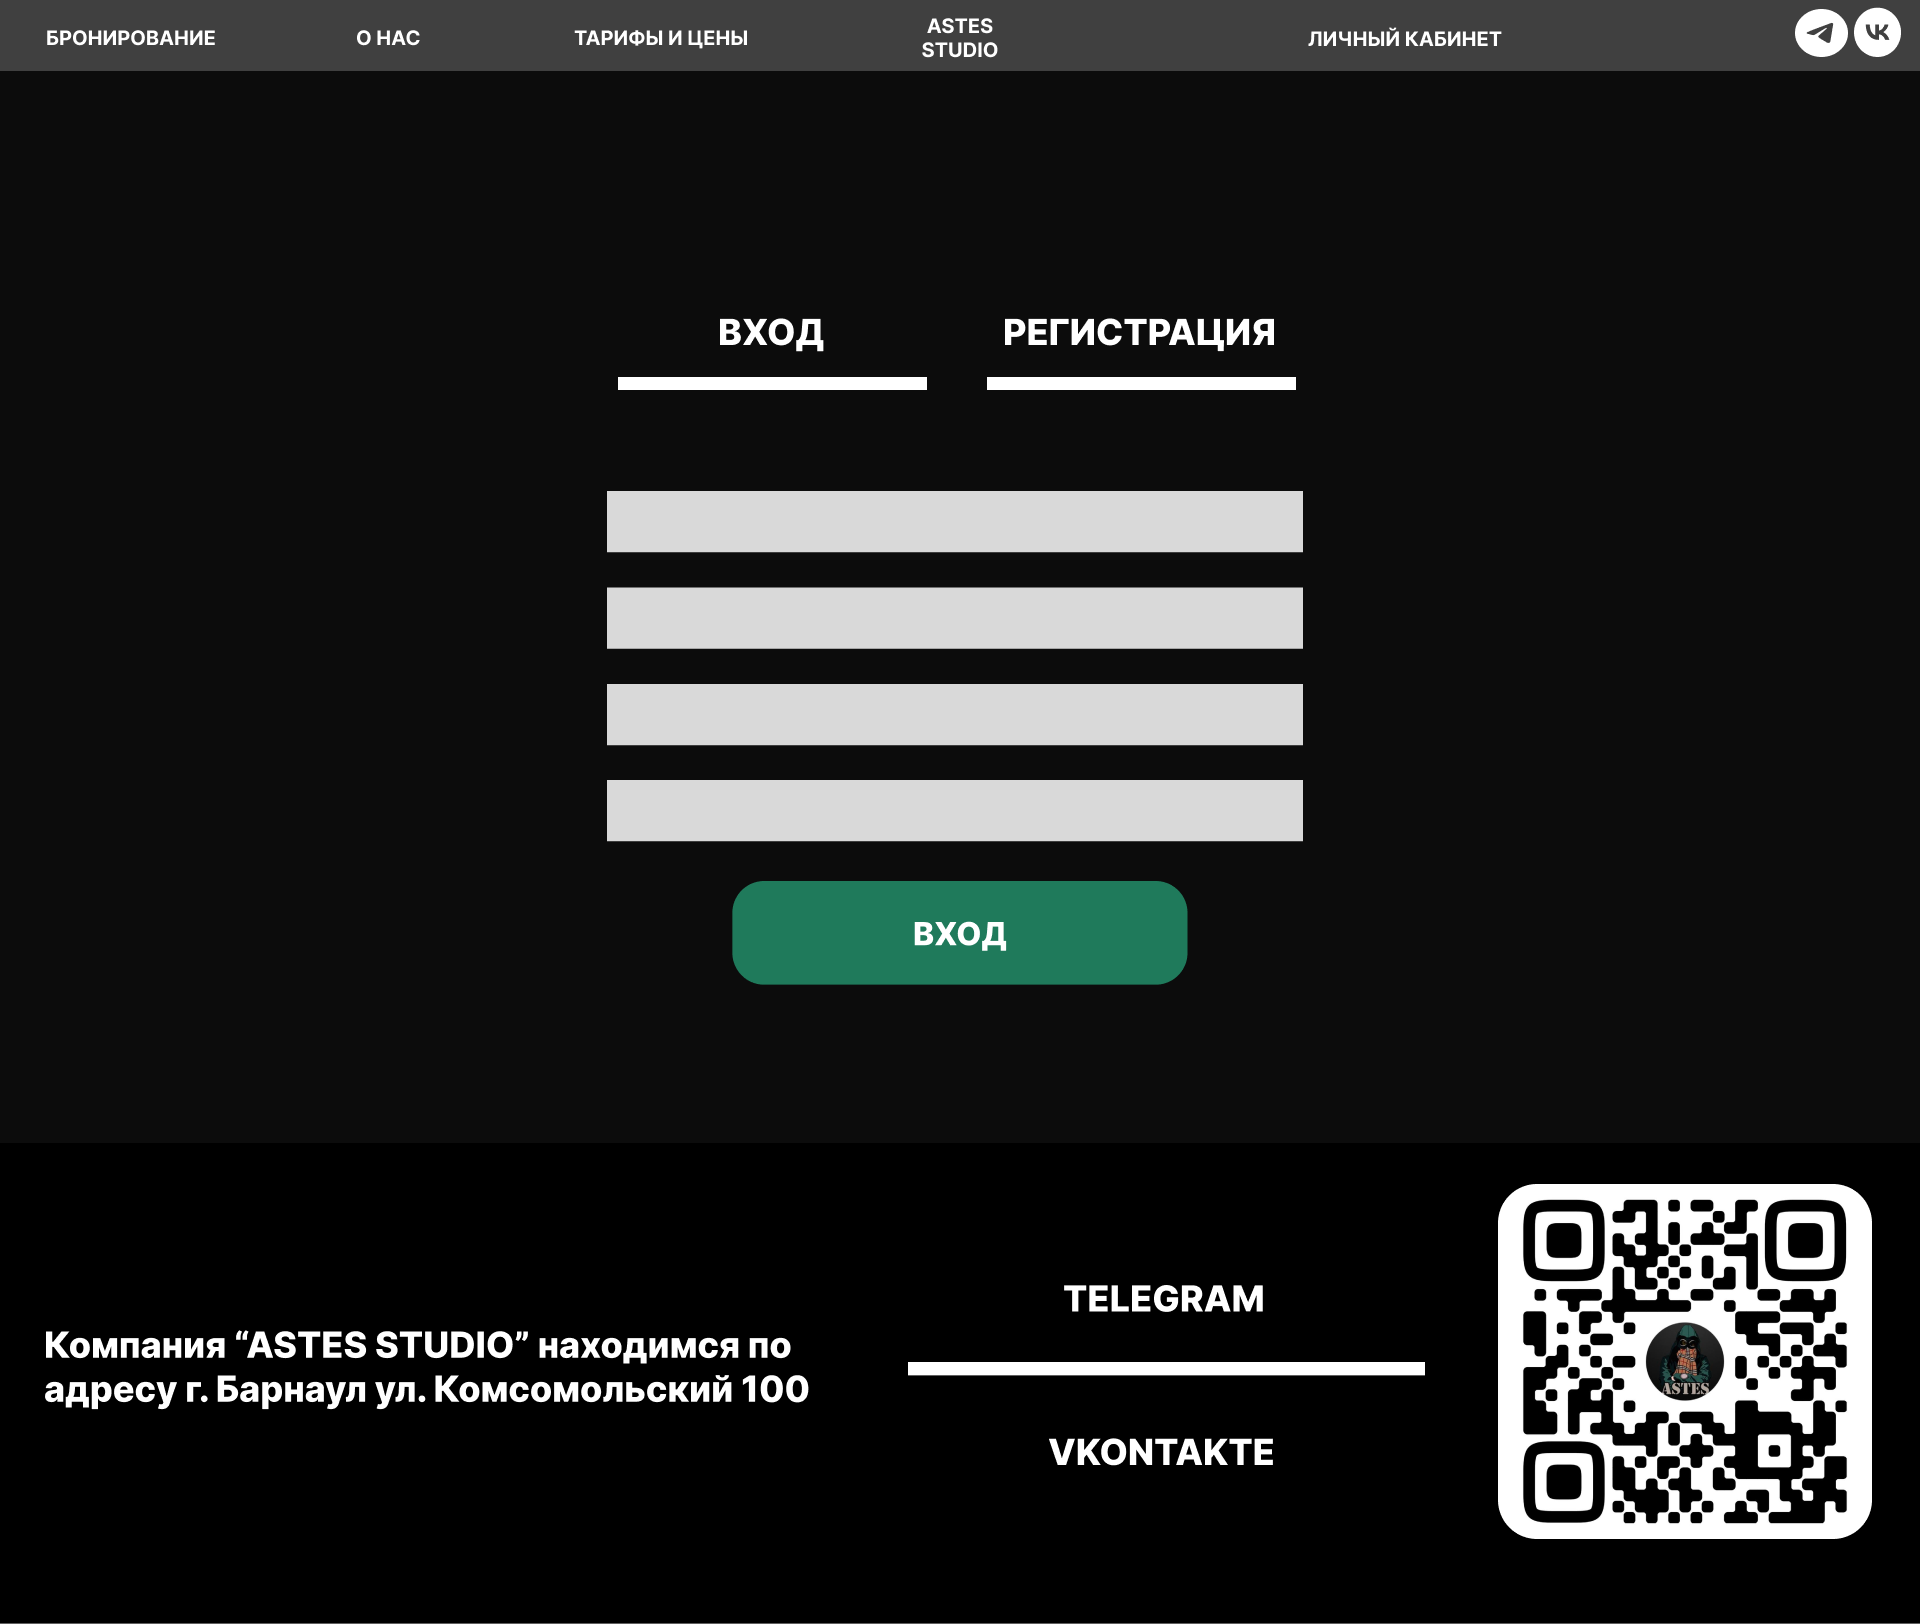 БРОНИРОВАНИЕ
О НАС
ТАРИФЫ И ЦЕНЫ
ASTES
STUDIO
ЛИЧНЫЙ КАБИНЕТ
ВХОД
РЕГИСТРАЦИЯ
ВХОД
Компания “ASTES STUDIO” находимся по
адресу г. Барнаул ул. Комсомольский 100
TELEGRAM
VKONTAKTE
ASTES